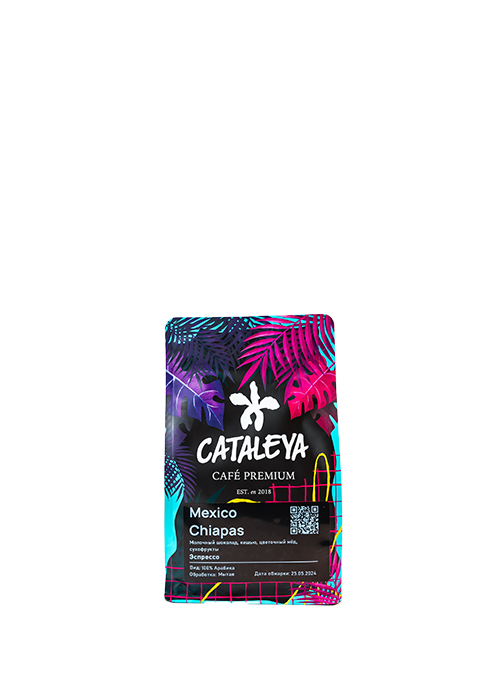 CATALEYA
CAFÉ PREMIUM
EST. en 2018
Mexico
Chiapas
Молочный шоколад, кешью, цветочный мёд,
сухофрукты
Эспрессо
Вид: 100% Арабика
Обработка: Мытая
Дата обжарки: 25.05.2024